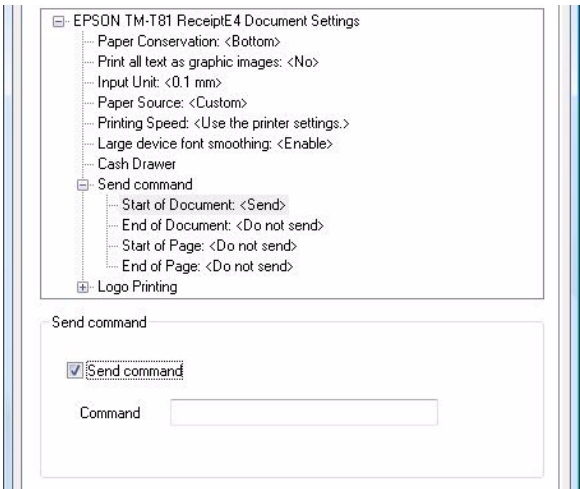 EPSON TM-T81 ReceiptE4 Document Settings
Paper Conservation: <Bottom>
Print all text as graphic images: <No>
Input Unit: <0.1 mm>
Paper Source: <Custom>
Printing Speed: <Use the printer settings.>
Large device font smoothing: <Enable>
Cash Drawer
Send command
Start of Document: <Send>
End of Document: <Do not send>
Start of Page: <Do not send>
End of Page: <Do not send>
Logo Printing
Send command
Send command
Command